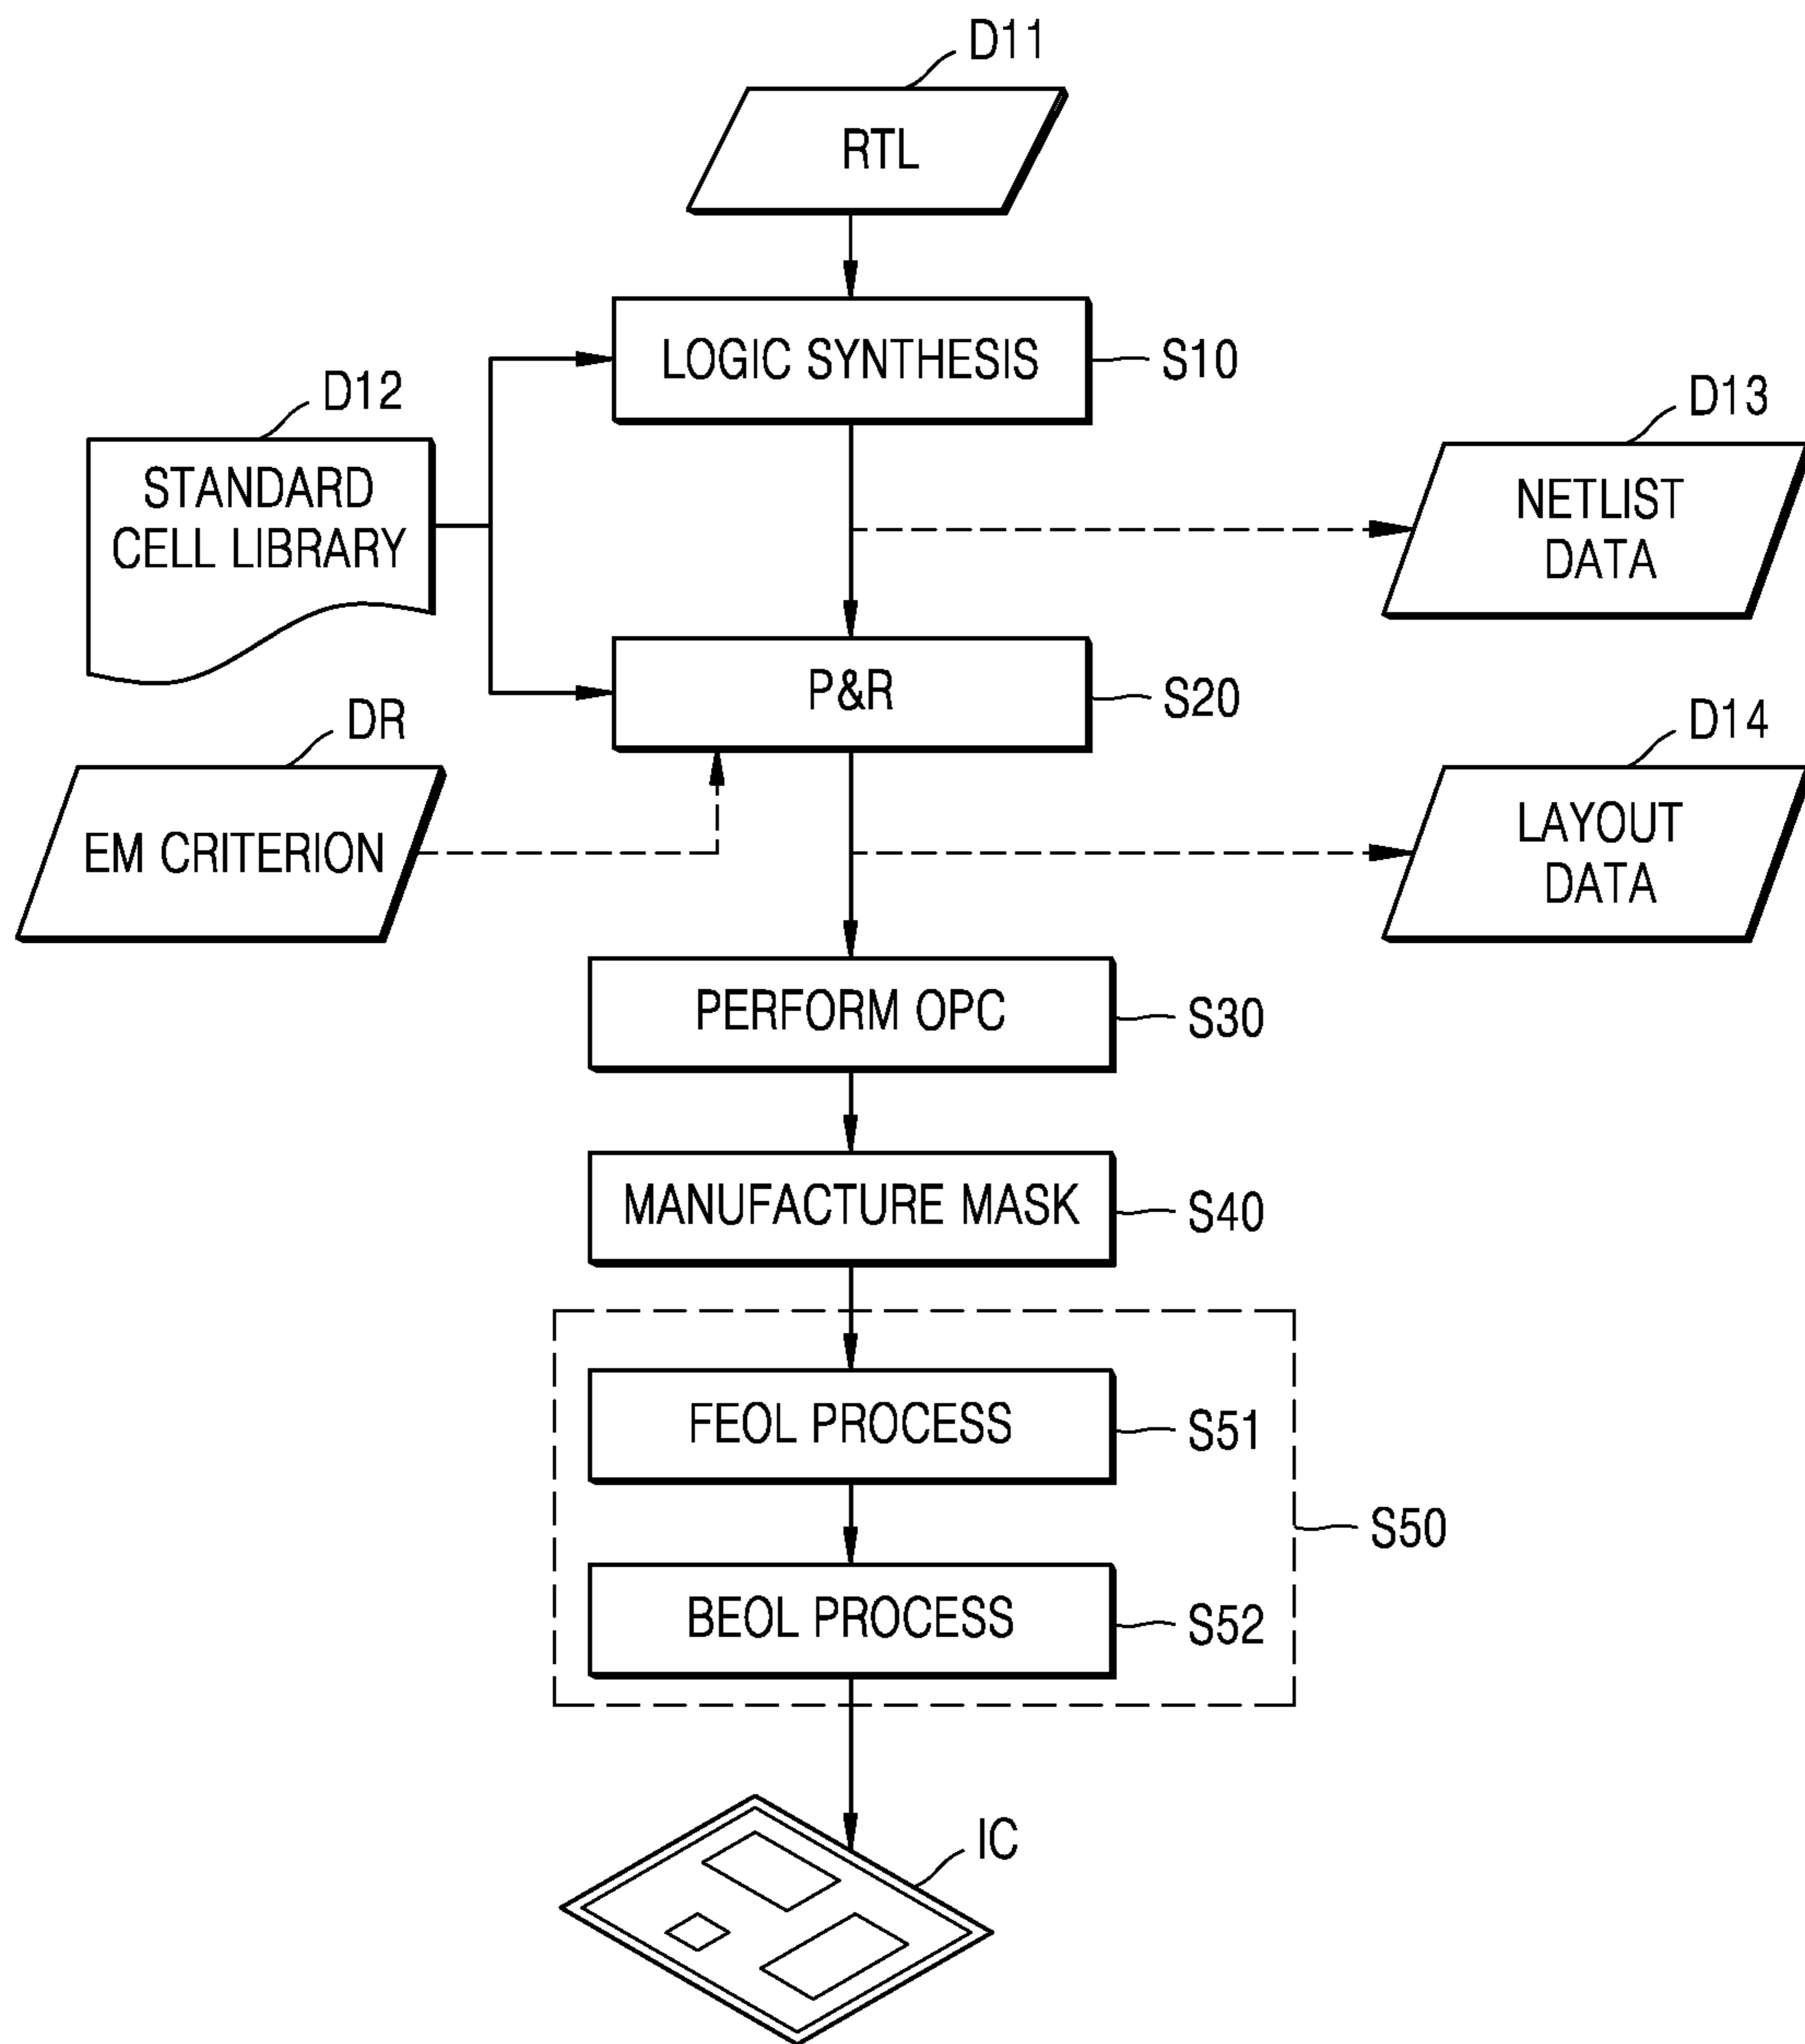 D11
RTL
LOGIC SYNTHESIS
S10
D12
STANDARD
CELL LIBRARY
D13
NETLIST
DATA
P&R
S20
DR
EM CRITERION
D14
LAYOUT
DATA
PERFORM OPC
S30
MANUFACTURE MASK
S40
FEOL PROCESS
S51
S50
BEOL PROCESS
S52
IC